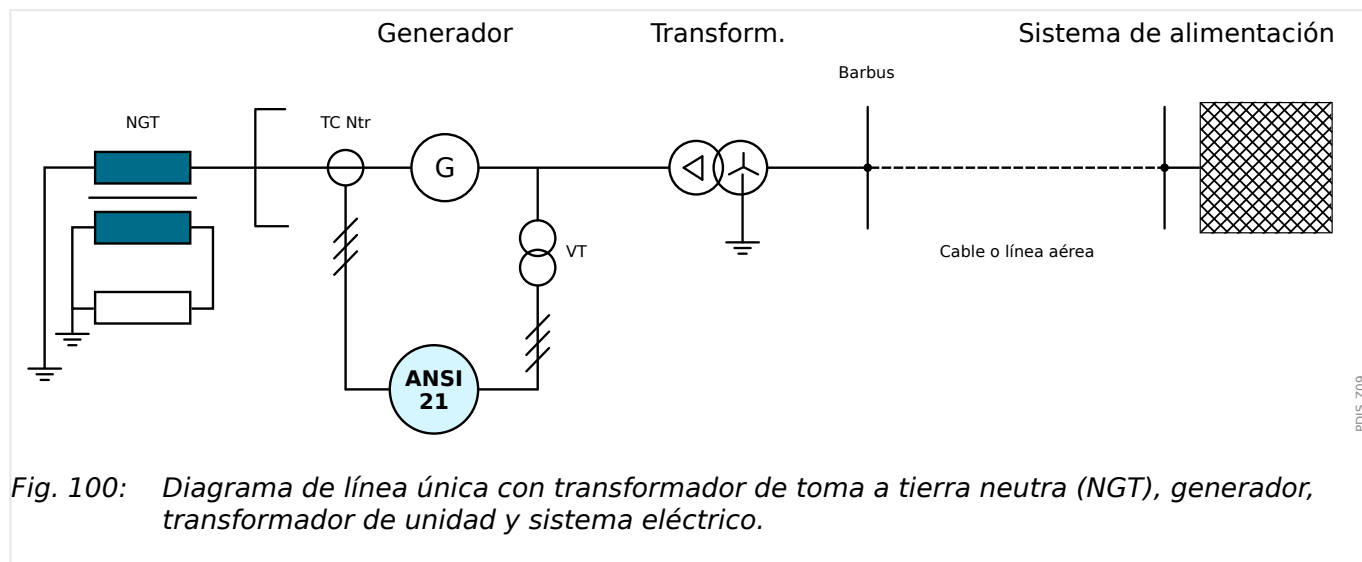 Generador
Transform.
Sistema de alimentación
Barbus
NGT
TC Ntr
G
VT
Cable o línea aérea
ANSI
21
PDIS_Z09
Fig. 100: Diagrama de línea única con transformador de toma a tierra neutra (NGT), generador,
transformador de unidad y sistema eléctrico.